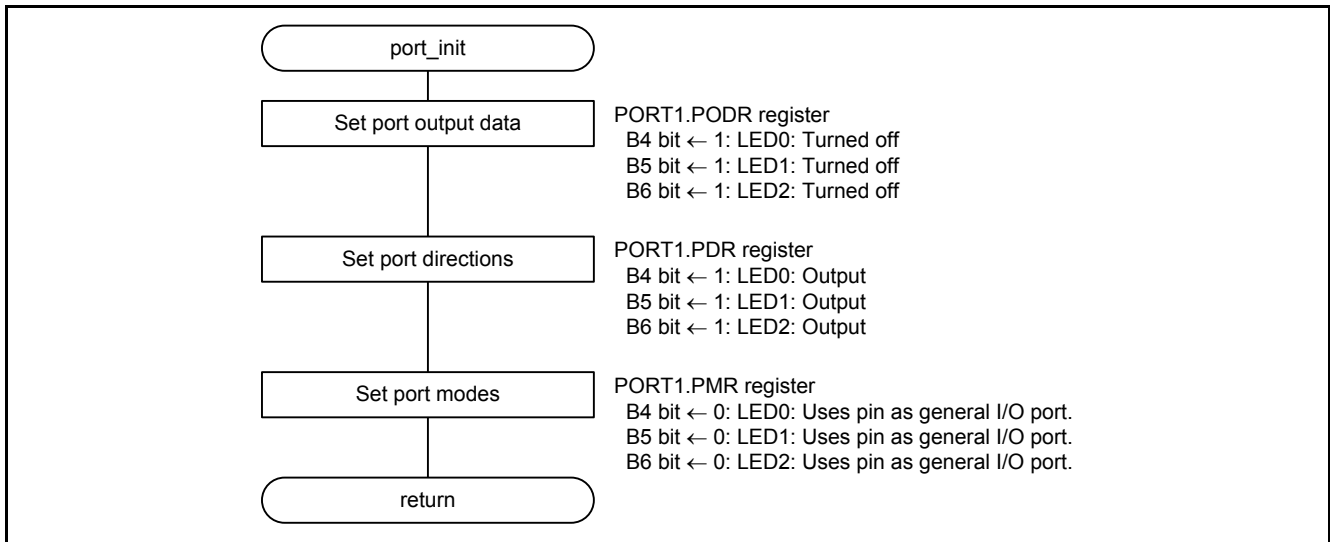 port_init
Set port output data
PORT1.PODR register
B4 bit ← 1: LED0: Turned off
B5 bit ← 1: LED1: Turned off
B6 bit ← 1: LED2: Turned off
Set port directions
PORT1.PDR register
B4 bit ← 1: LED0: Output
B5 bit ← 1: LED1: Output
B6 bit ← 1: LED2: Output
Set port modes
PORT1.PMR register
B4 bit ← 0: LED0: Uses pin as general I/O port.
B5 bit ← 0: LED1: Uses pin as general I/O port.
B6 bit ← 0: LED2: Uses pin as general I/O port.
return